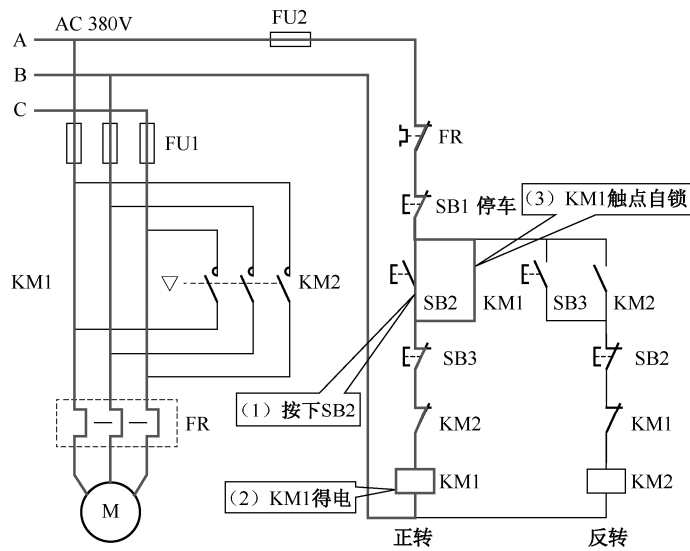 AC 380V
FU2
A
B
C
FU1
FR
SB1 停车
(3) KM1触点自锁
KM1
KM2
SB2
KM1
SB3
KM2
SB3
SB2
(1) 按下SB2
FR
KM2
KM1
(2) KM1得电
KM1
KM2
M
正转
反转